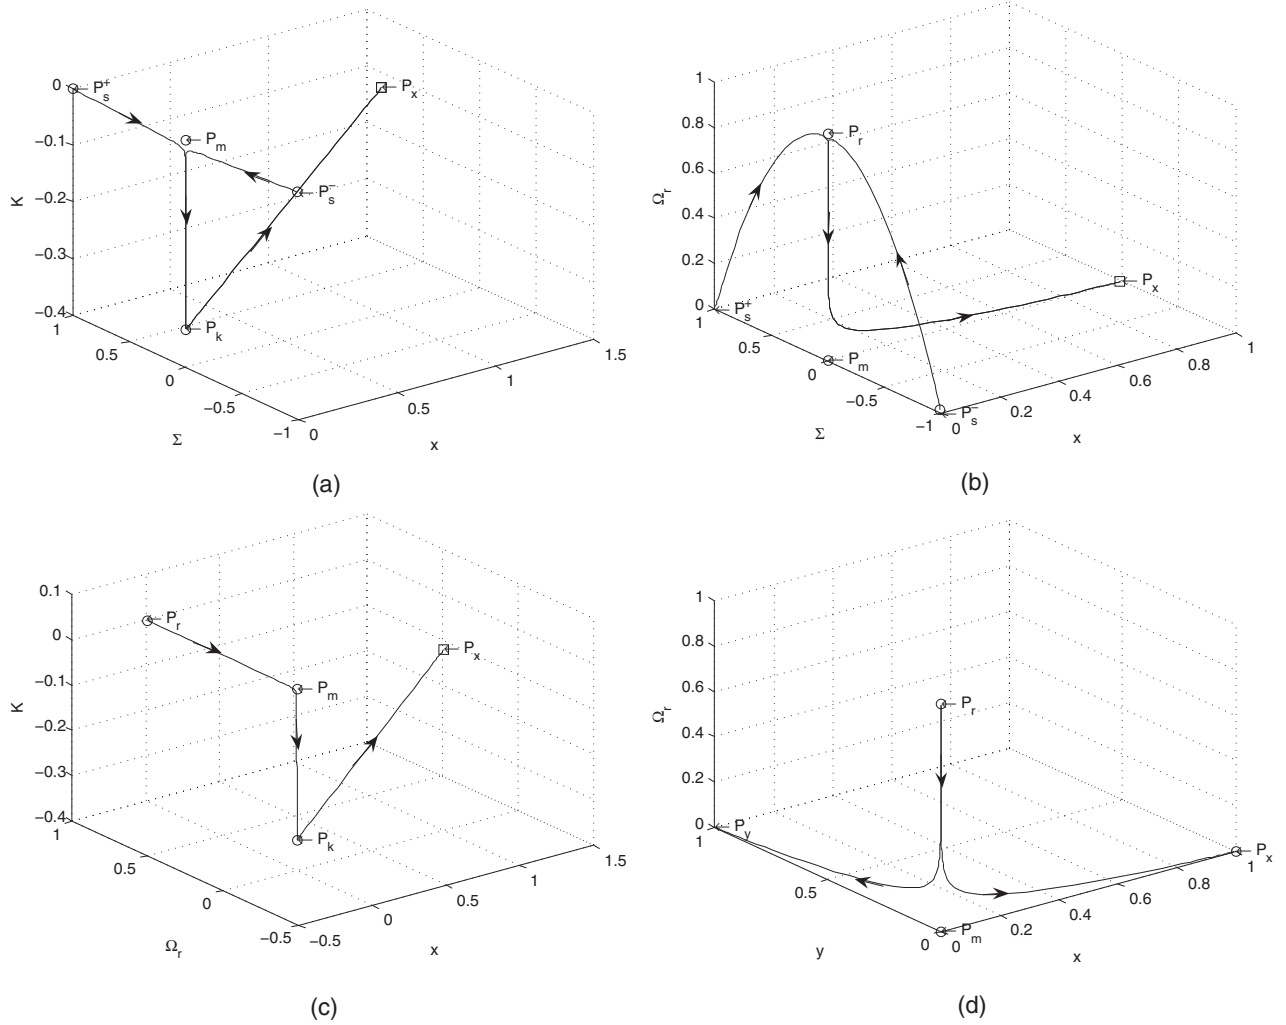 0
−0.1
−0.2
−0.3
−0.4
K
1
0.5
0
−0.5
−1
Σ
0
0.5
1
1.5
x
P_s^+
P_m
P_s^−
P_x
P_k
(a)
1
0.8
0.6
0.4
0.2
0
Ω_r
1
0.5
0
−0.5
−1
Σ
0
0.2
0.4
0.6
0.8
1
x
P_r
P_x
P_s^+
P_m
P_s^−
(b)
0.1
0
−0.1
−0.2
−0.3
−0.4
K
1
0.5
0
−0.5
Ω_r
−0.5
0
0.5
1
1.5
x
P_r
P_m
P_x
P_k
(c)
1
0.8
0.6
0.4
0.2
0
Ω_r
1
0.5
0
y
0
0.2
0.4
0.6
0.8
1
x
P_r
P_y
P_x
P_m
(d)